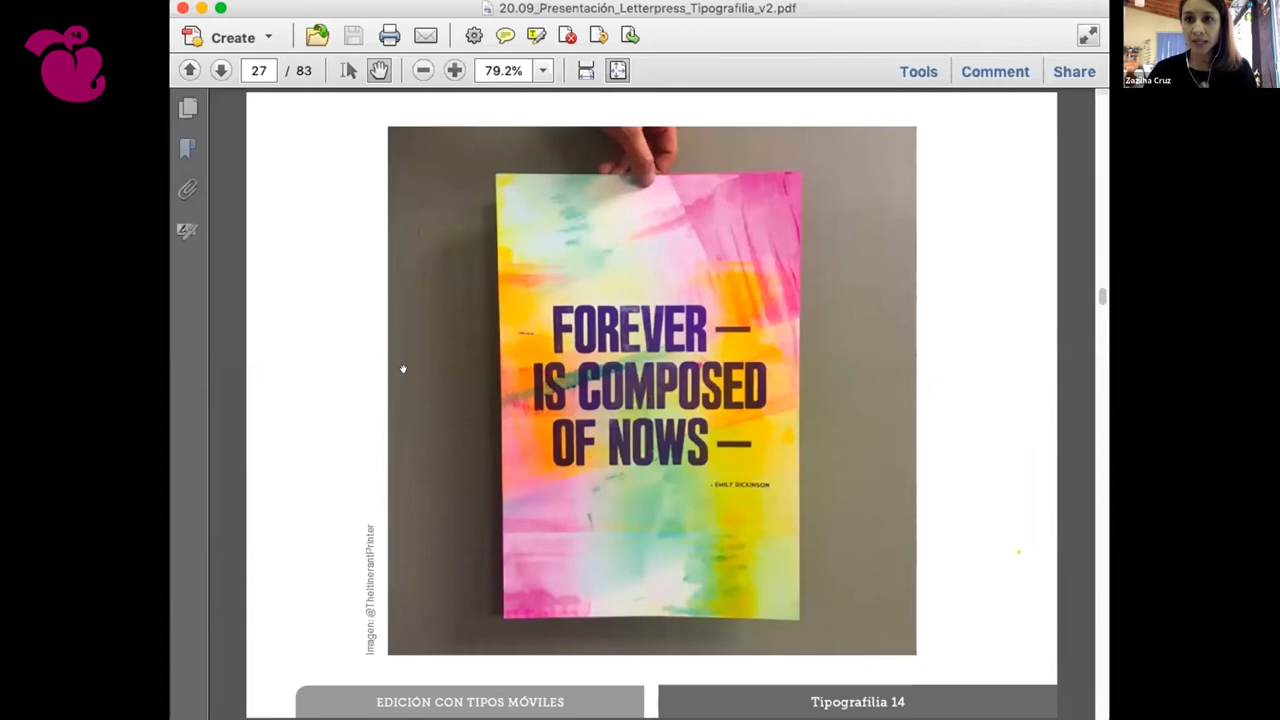 14
20.09_Presentación_Letterpress_Tipografilia_v2.pdf
Create
27 / 83
79.2%
Tools Comment Share
Zazilha Cruz
FOREVER —
IS COMPOSED
OF NOWS —
- EMILY DICKINSON
Imagen: @TheItinerantPrinter
EDICIÓN CON TIPOS MÓVILES
Tipografilia 14